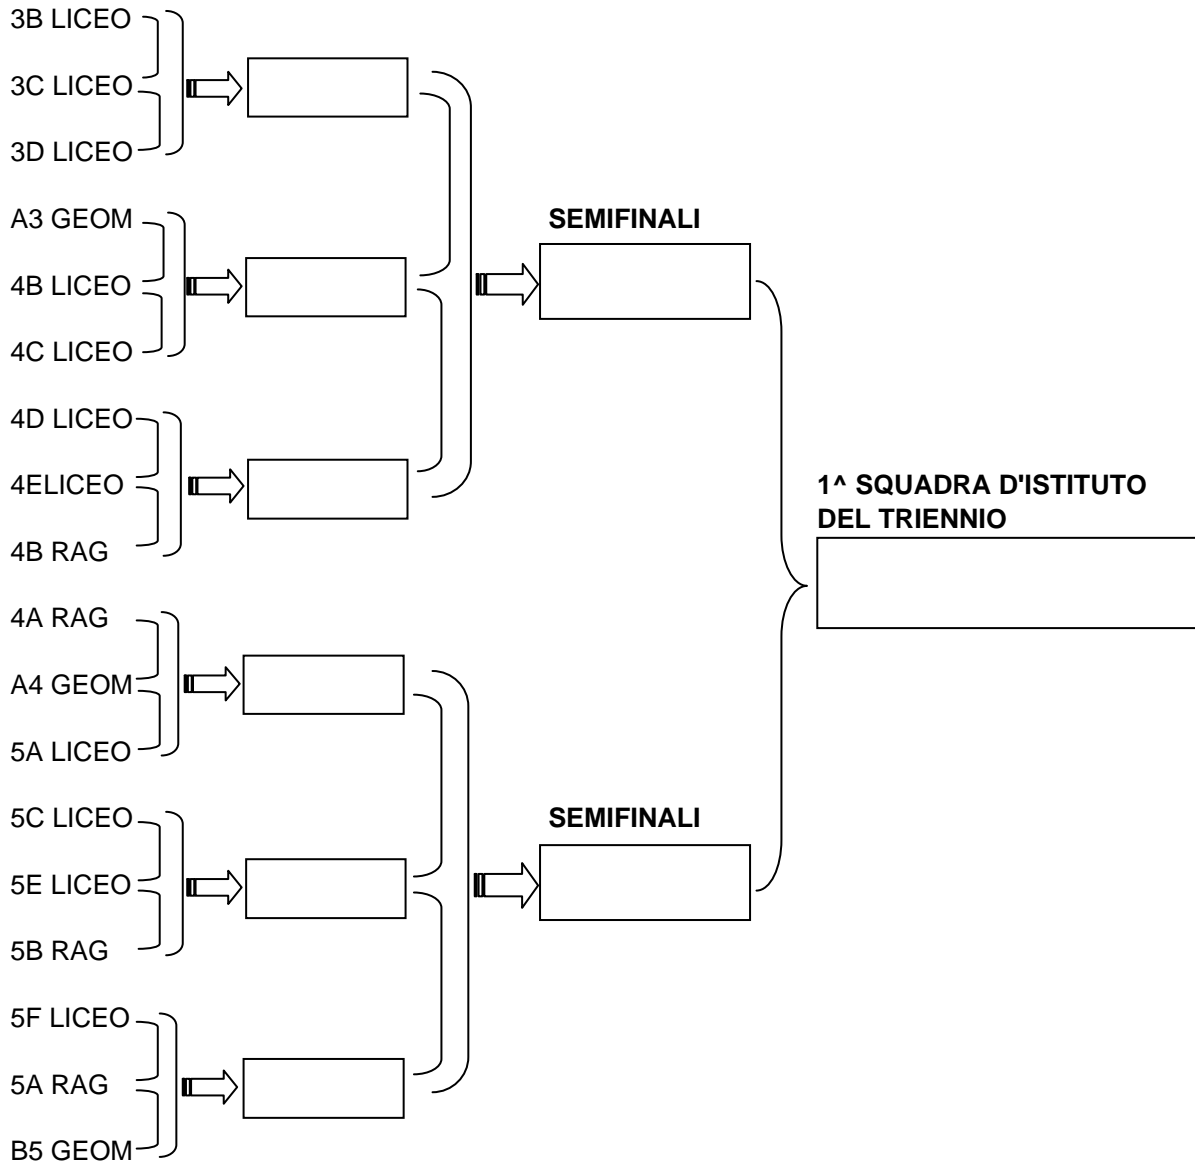 3B LICEO
3C LICEO
3D LICEO
A3 GEOM
SEMIFINALI
4B LICEO
4C LICEO
4D LICEO
4ELICEO
1^ SQUADRA D'ISTITUTO
DEL TRIENNIO
4B RAG
4A RAG
A4 GEOM
5A LICEO
5C LICEO
SEMIFINALI
5E LICEO
5B RAG
5F LICEO
5A RAG
B5 GEOM